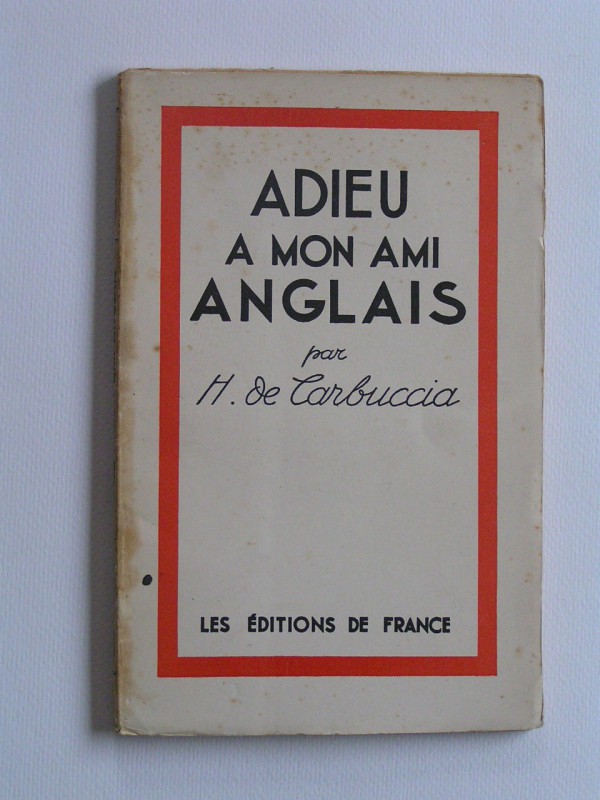 ADIEU
A MON AMI
ANGLAIS
par
H. de Carbuccia
LES ÉDITIONS DE FRANCE